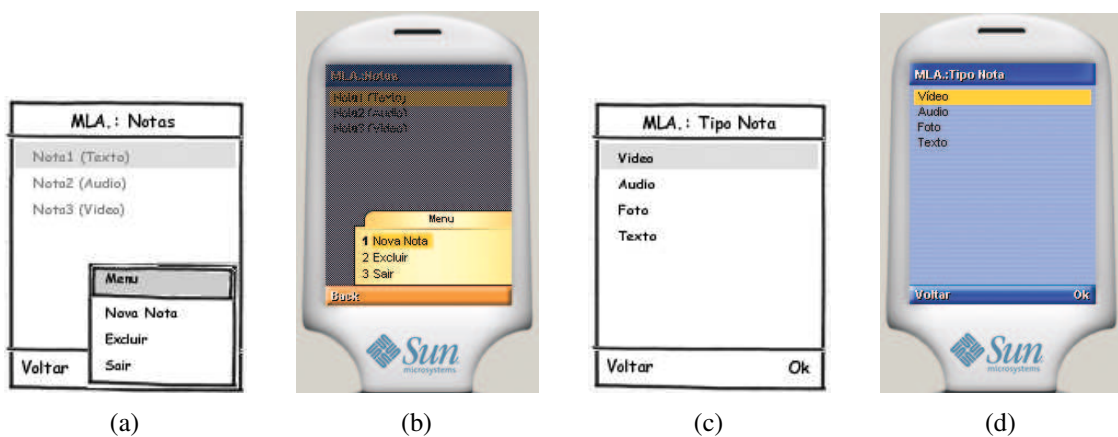 MLA.: Notas
Nota1 (Texto)
Nota2 (Audio)
Nota3 (Video)
Menu
Nova Nota
Excluir
Sair
Voltar
(a)
MLA.:Notas
Nota1 (Texto)
Nota2 (Audio)
Nota3 (Video)
Menu
1 Nova Nota
2 Excluir
3 Sair
Back
Sun
microsystems
(b)
MLA.: Tipo Nota
Video
Audio
Foto
Texto
Voltar Ok
(c)
MLA.:Tipo Nota
Vídeo
Audio
Foto
Texto
Voltar Ok
Sun
microsystems
(d)